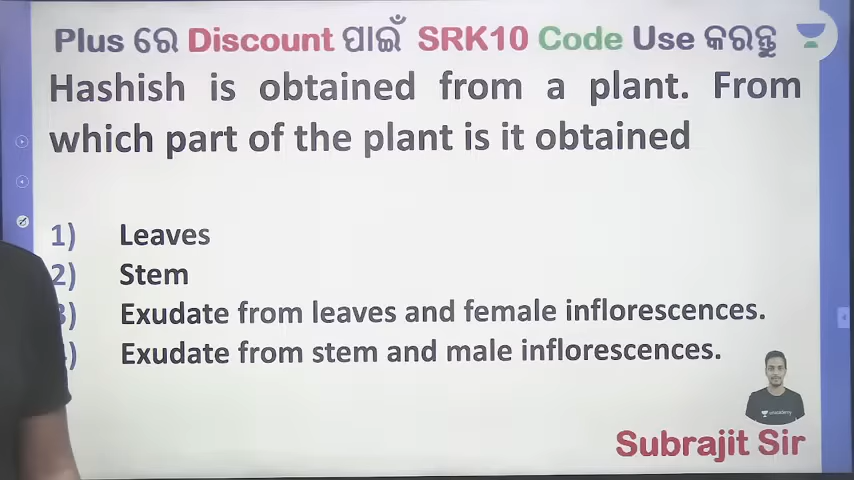 Plus ରେ Discount ପାଇଁ SRK10 Code Use କରନ୍ତୁ
Hashish is obtained from a plant. From
which part of the plant is it obtained
1) Leaves
2) Stem
3) Exudate from leaves and female inflorescences.
) Exudate from stem and male inflorescences.
unacademy
Subrajit Sir